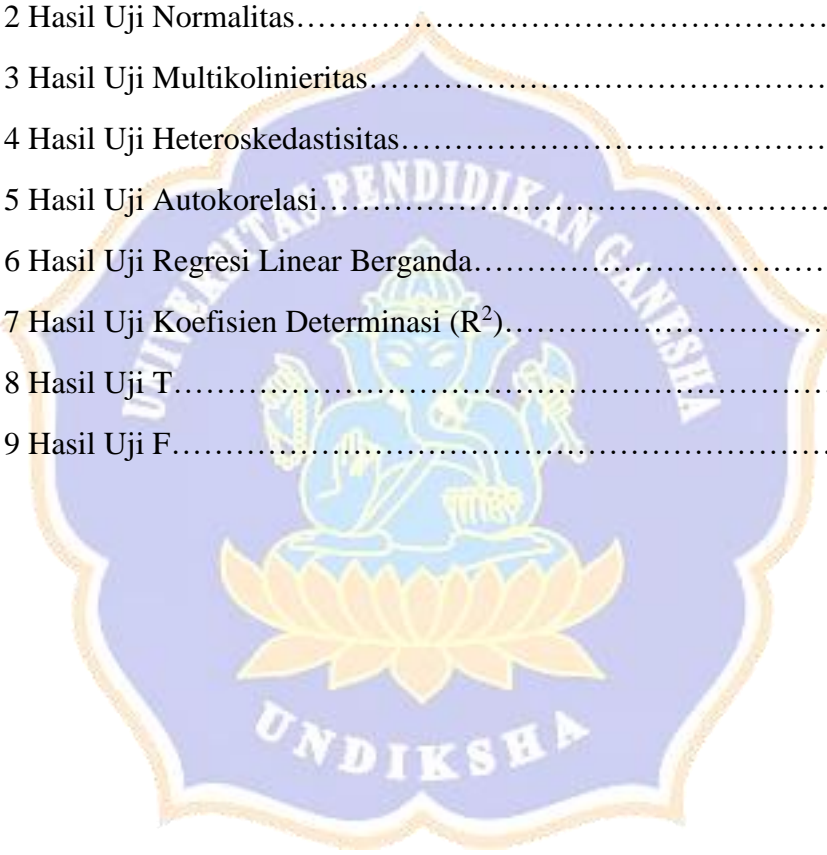 2 Hasil Uji Normalitas……………………………………………….
3 Hasil Uji Multikolinieritas………………………………………….
4 Hasil Uji Heteroskedastisitas……………………………………….
5 Hasil Uji Autokorelasi……………………………………………….
6 Hasil Uji Regresi Linear Berganda………………………………….
7 Hasil Uji Koefisien Determinasi (R²)……………………………….
8 Hasil Uji T………………………………………………………….
9 Hasil Uji F………………………………………………………….
UNIVERSITAS PENDIDIKAN GANESHA
UNDIKSHA